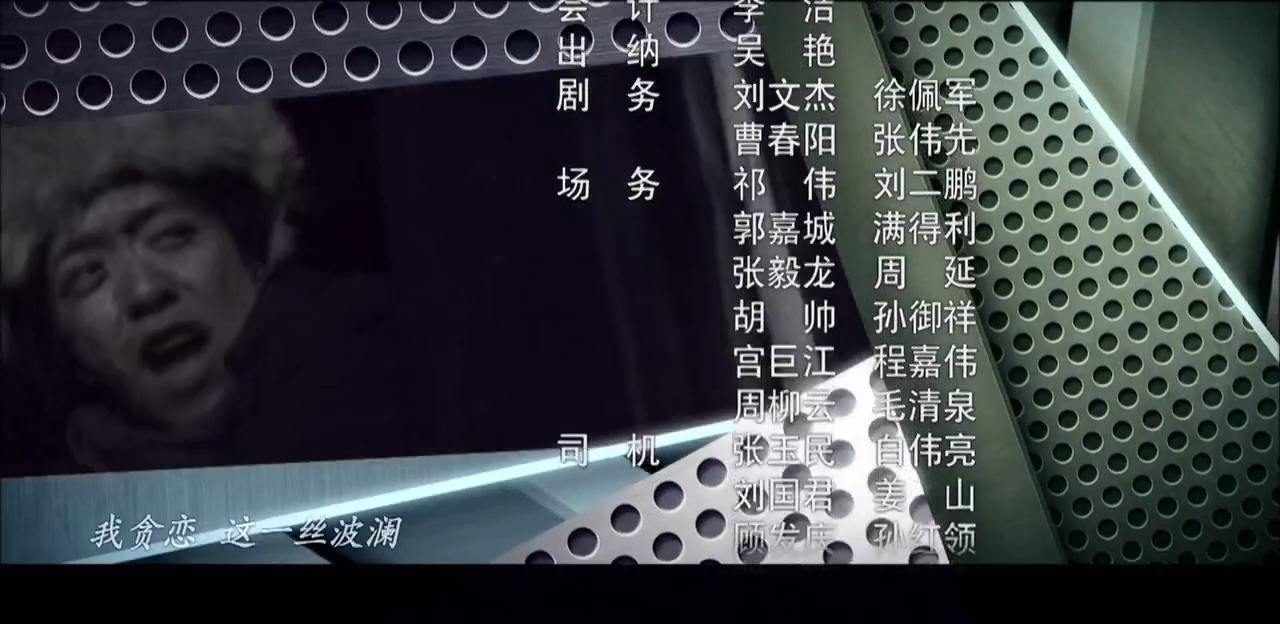 会 计 李 洁
出 纳 吴 艳
剧 务 刘文杰 徐佩军
曹春阳 张伟先
场 务 祁 伟 刘二鹏
郭嘉城 满得利
张毅龙 周 延
胡 帅 孙御祥
宫巨江 程嘉伟
周柳云 毛清泉
司 机 张玉民 白伟亮
刘国君 姜 山
孙红领
我贪恋 这一丝波澜